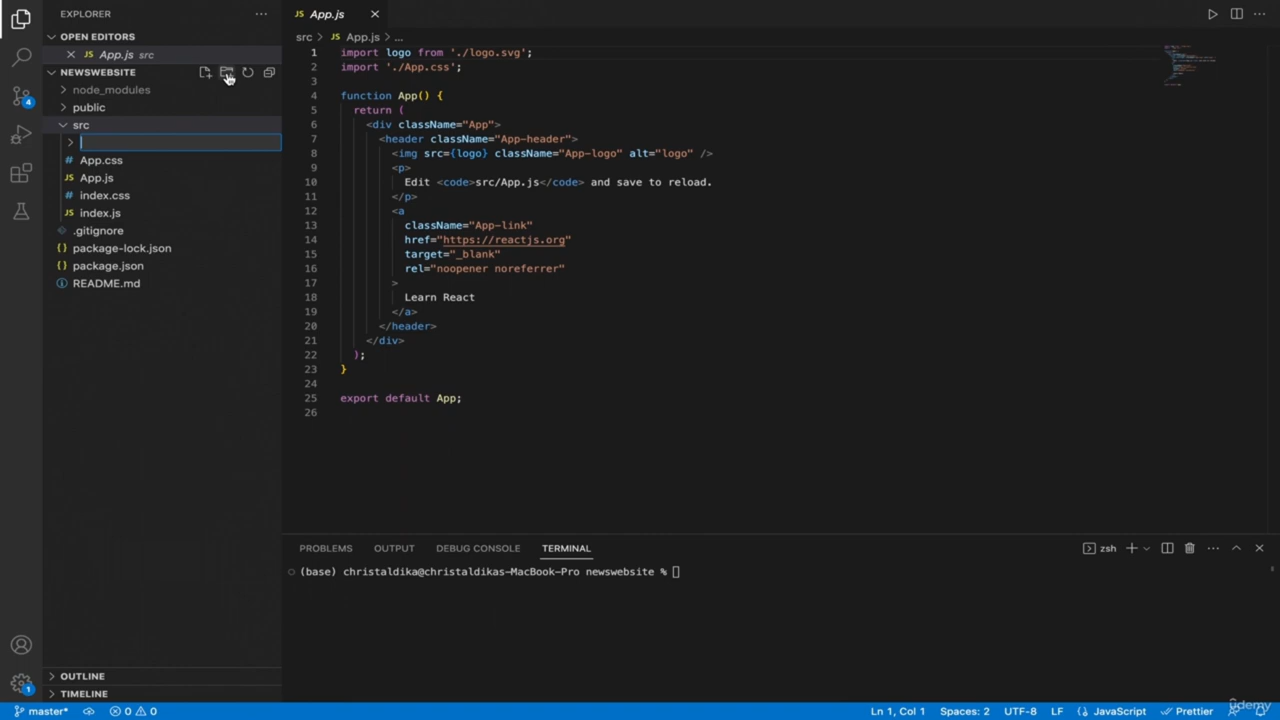 EXPLORER
OPEN EDITORS
App.js src
NEWSWEBSITE
node_modules
public
src
App.css
App.js
index.css
index.js
.gitignore
package-lock.json
package.json
README.md
OUTLINE
TIMELINE
4
1
JS App.js
src > JS App.js > ...
1 import logo from './logo.svg';
2 import './App.css';
3
4 function App() {
5 return (
6 <div className="App">
7 <header className="App-header">
8 <img src={logo} className="App-logo" alt="logo" />
9 <p>
10 Edit <code>src/App.js</code> and save to reload.
11 </p>
12 <a
13 className="App-link"
14 href="https://reactjs.org"
15 target="_blank"
16 rel="noopener noreferrer"
17 >
18 Learn React
19 </a>
20 </header>
21 </div>
22 );
23 }
24
25 export default App;
26
PROBLEMS OUTPUT DEBUG CONSOLE TERMINAL zsh
(base) christaldika@christaldikas-MacBook-Pro newswebsite %
master* 0 0 Ln 1, Col 1 Spaces: 2 UTF-8 LF {} JavaScript Prettier
udemy